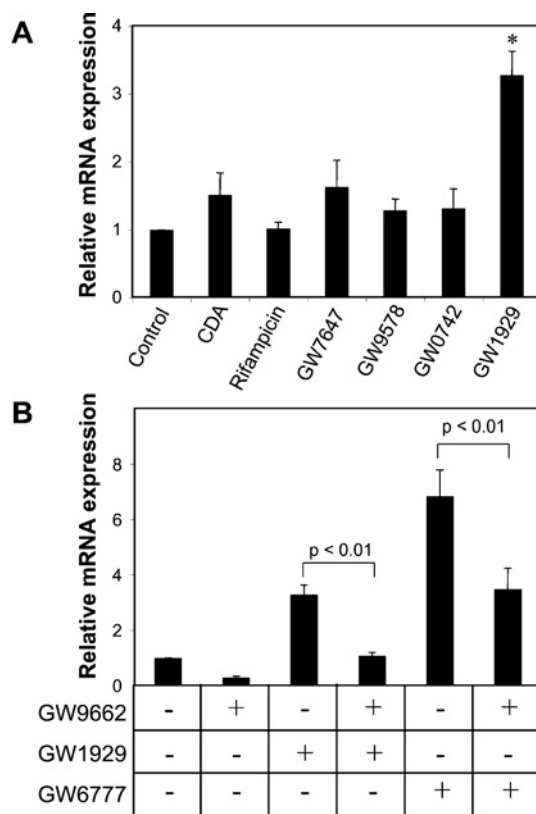 A
Relative mRNA expression
4
3
2
1
0
*
Control
CDA
Rifampicin
GW7647
GW9578
GW0742
GW1929
B
Relative mRNA expression
8
6
4
2
0
p < 0.01
p < 0.01
GW9662 - + - + - +
GW1929 - - + + - -
GW6777 - - - - + +